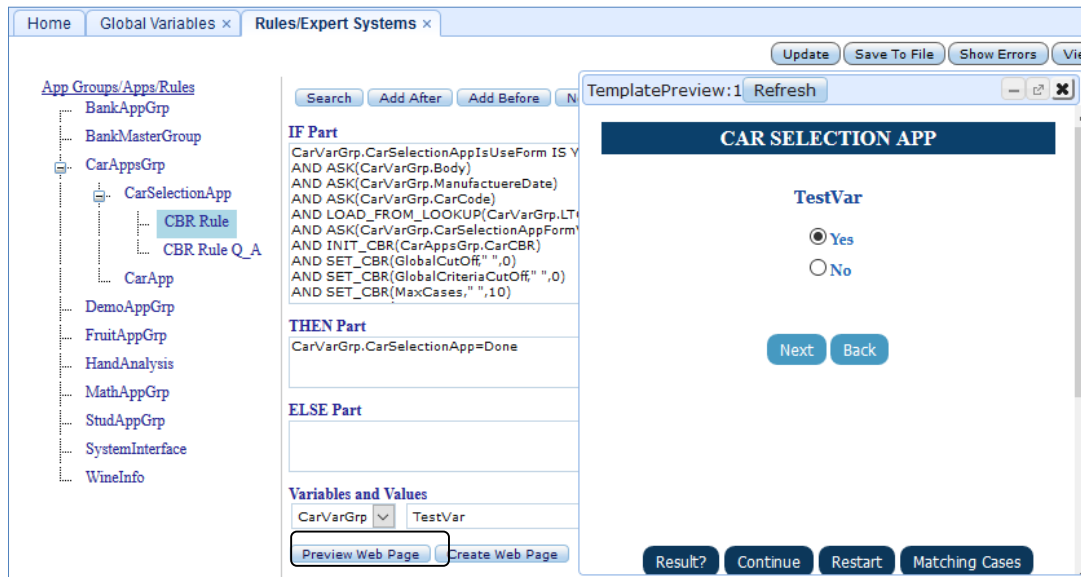 Home Global Variables × Rules/Expert Systems ×
Update Save To File Show Errors
App Groups/Apps/Rules
BankAppGrp
BankMasterGroup
CarAppsGrp
CarSelectionApp
CBR Rule
CBR Rule Q_A
CarApp
DemoAppGrp
FruitAppGrp
HandAnalysis
MathAppGrp
StudAppGrp
SystemInterface
WineInfo
Search Add After Add Before
IF Part
CarVarGrp.CarSelectionAppIsUseForm IS Y
AND ASK(CarVarGrp.Body)
AND ASK(CarVarGrp.ManufactuereDate)
AND ASK(CarVarGrp.CarCode)
AND LOAD_FROM_LOOKUP(CarVarGrp.LT
AND ASK(CarVarGrp.CarSelectionAppForm
AND INIT_CBR(CarAppsGrp.CarCBR)
AND SET_CBR(GlobalCutOff," ",0)
AND SET_CBR(GlobalCriteriaCutOff," ",0)
AND SET_CBR(MaxCases," ",10)
THEN Part
CarVarGrp.CarSelectionApp=Done
ELSE Part
Variables and Values
CarVarGrp TestVar
Preview Web Page Create Web Page
TemplatePreview:1 Refresh
CAR SELECTION APP
TestVar
Yes
No
Next Back
Result? Continue Restart Matching Cases